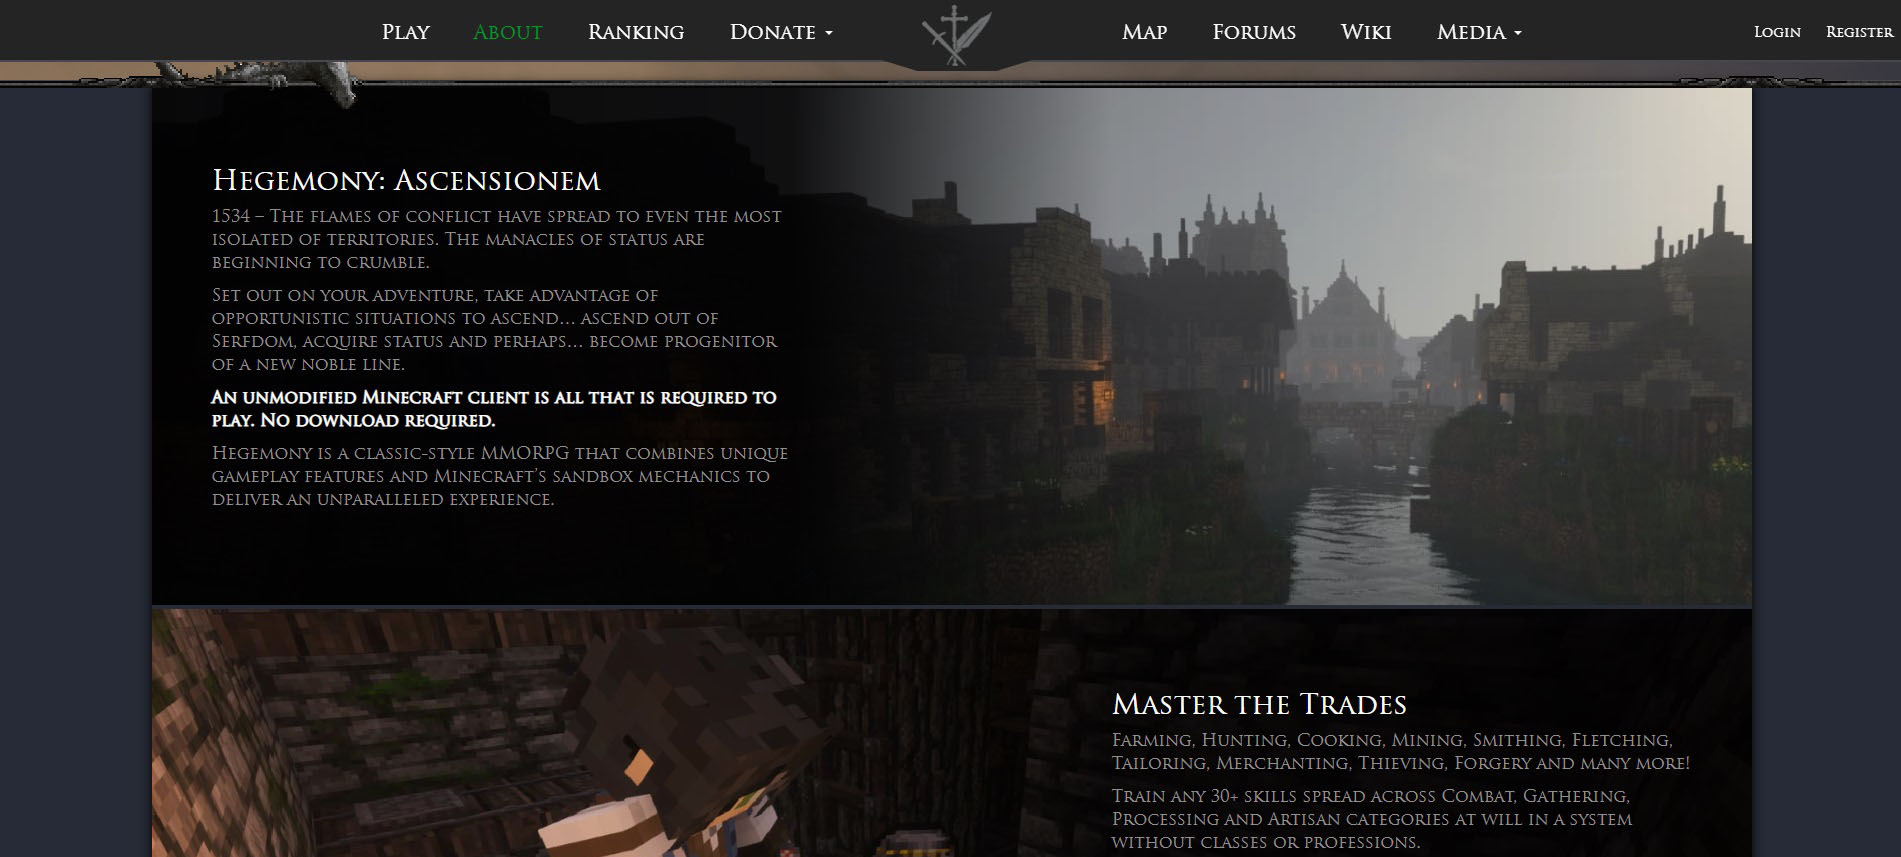 Play About Ranking Donate Map Forums Wiki Media Login Register
Hegemony: Ascensionem
1534 – The flames of conflict have spread to even the most
isolated of territories. The manacles of status are
beginning to crumble.
Set out on your adventure, take advantage of
opportunistic situations to ascend... ascend out of
Serfdom, acquire status and perhaps... become progenitor
of a new noble line.
An unmodified Minecraft client is all that is required to
play. No download required.
Hegemony is a classic-style MMORPG that combines unique
gameplay features and Minecraft's sandbox mechanics to
deliver an unparalleled experience.
Master the Trades
Farming, Hunting, Cooking, Mining, Smithing, Fletching,
Tailoring, Merchanting, Thieving, Forgery and many more!
Train any 30+ skills spread across Combat, Gathering,
Processing and Artisan categories at will in a system
without classes or professions.